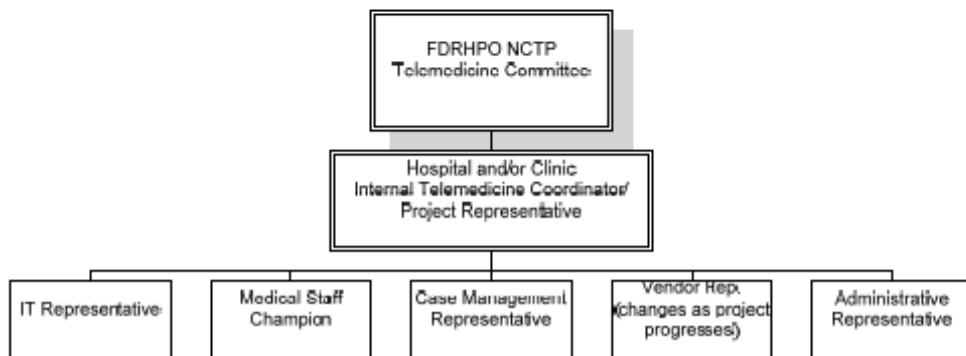 FDRHPO NCTP
Telemedicine Committee
Hospital and/or Clinic
Internal Telemedicine Coordinator/
Project Representative
IT Representative
Medical Staff
Champion
Case Management
Representative
Vendor Rep.
(changes as project
progresses)
Administrative
Representative